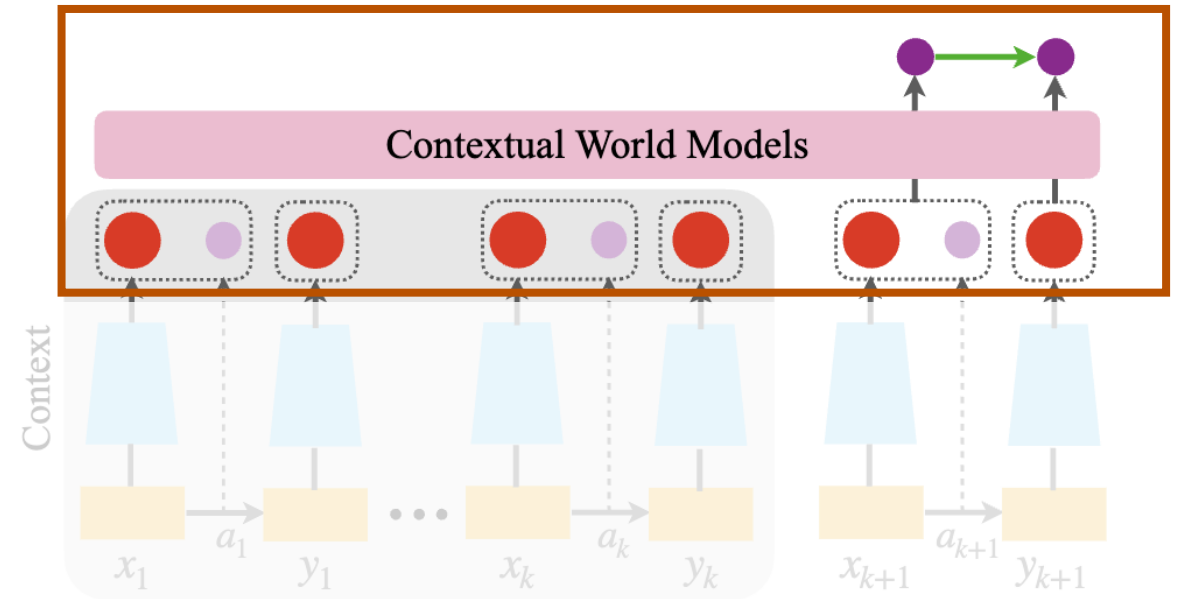 Contextual World Models
Context
a₁ aₖ aₖ₊₁
x₁ y₁ xₖ yₖ xₖ₊₁ yₖ₊₁